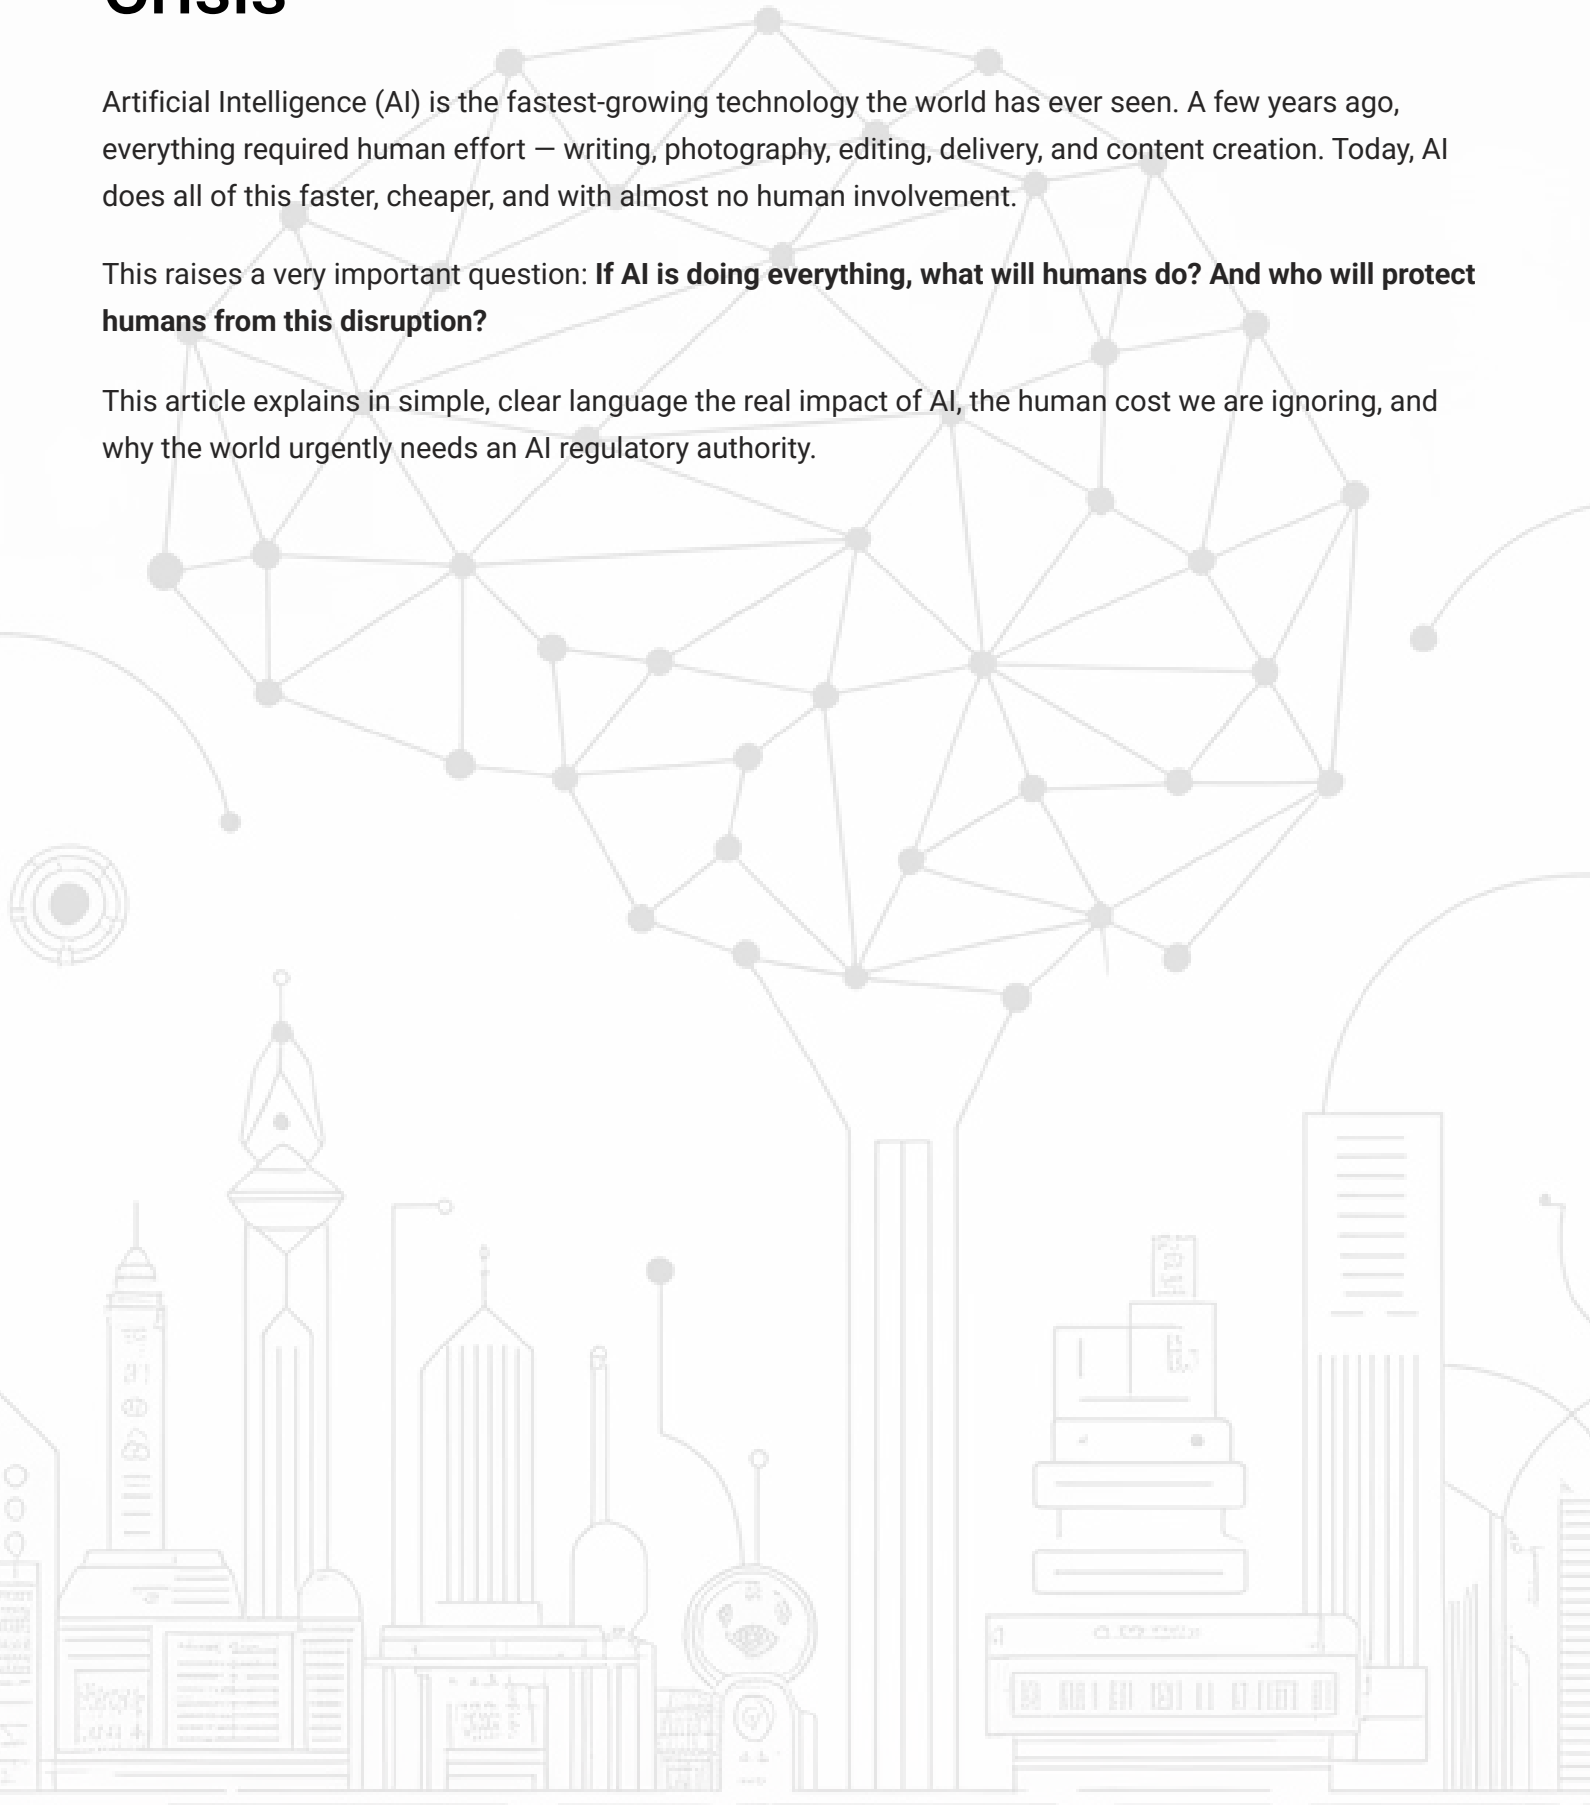 Crisis
Artificial Intelligence (AI) is the fastest-growing technology the world has ever seen. A few years ago,
everything required human effort — writing, photography, editing, delivery, and content creation. Today, AI
does all of this faster, cheaper, and with almost no human involvement.
This raises a very important question: If AI is doing everything, what will humans do? And who will protect
humans from this disruption?
This article explains in simple, clear language the real impact of AI, the human cost we are ignoring, and
why the world urgently needs an AI regulatory authority.